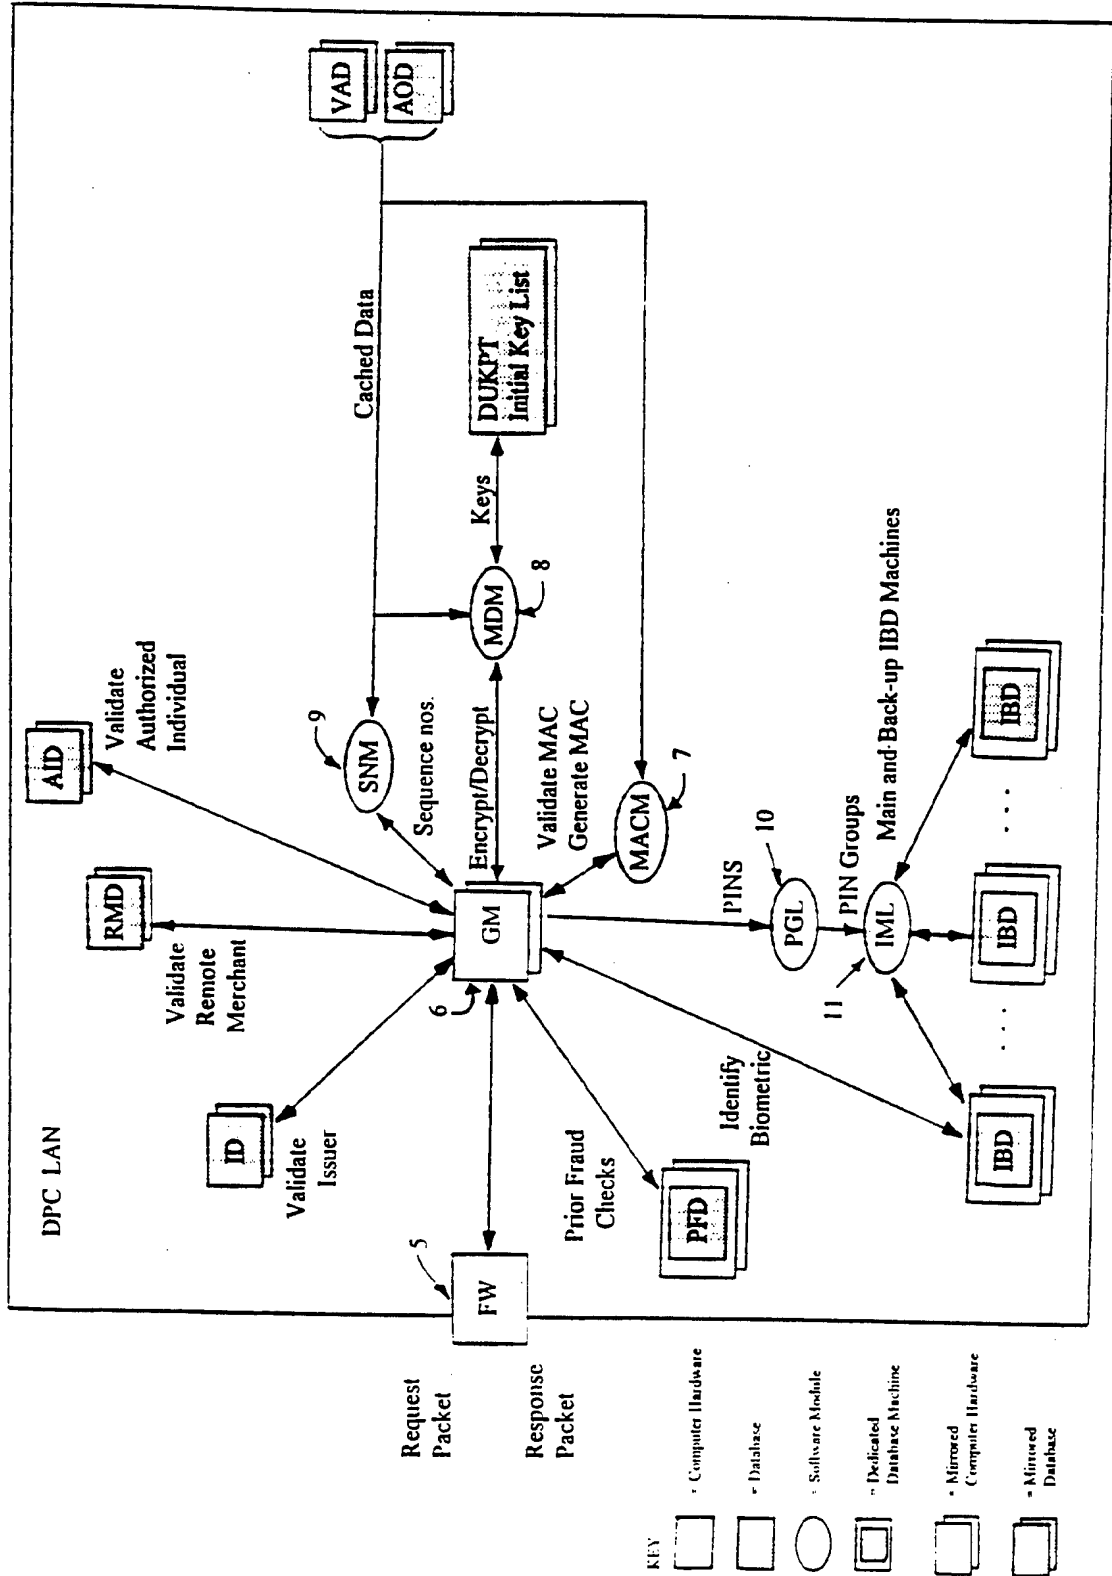 DPC LAN
AID
Validate
Authorized
Individual
RMD
Validate
Remote
Merchant
ID
Validate
Issuer
VAD
AOD
Cached Data
9
SNM
Sequence nos.
DUKPT
Initial Key List
Keys
MDM
8
Encrypt/Decrypt
GM
6
Validate MAC
Generate MAC
MACM
7
5
FW
Request
Packet
Response
Packet
Prior Fraud
Checks
PFD
Identify
Biometric
PINS
10
PGL
PIN Groups
11
IML
Main and Back-up IBD Machines
IBD
. . . .
IBD
. . . .
IBD
KEY
= Computer Hardware
= Database
= Software Module
= Dedicated
Database Machine
= Mirrored
Computer Hardware
= Mirrored
Database